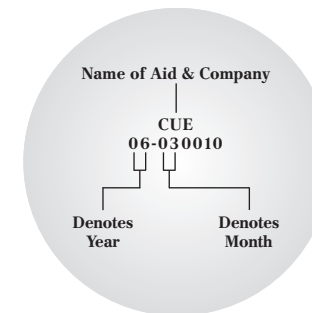 Name of Aid & Company
CUE
06-030010
Denotes
Year
Denotes
Month